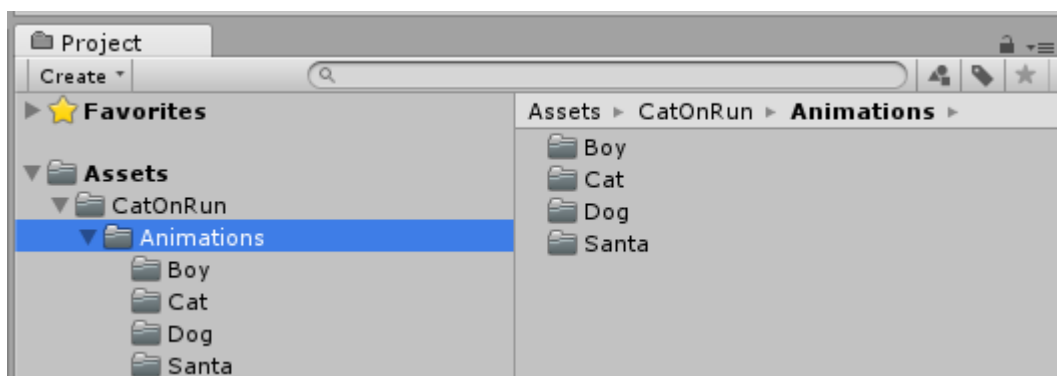 Project
Create
Favorites
Assets
CatOnRun
Animations
Boy
Cat
Dog
Santa
Assets CatOnRun Animations
Boy
Cat
Dog
Santa